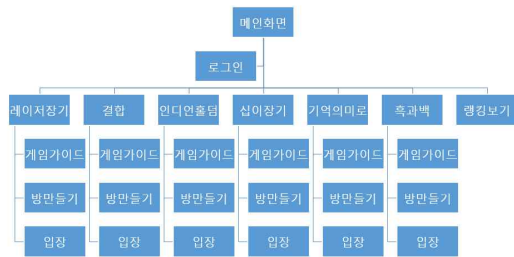 메인화면
로그인
레이저장기 결합 인디언홀덤 십이장기 기억의미로 흑과백 랭킹보기
게임가이드 게임가이드 게임가이드 게임가이드 게임가이드 게임가이드
방만들기 방만들기 방만들기 방만들기 방만들기 방만들기
입장 입장 입장 입장 입장 입장